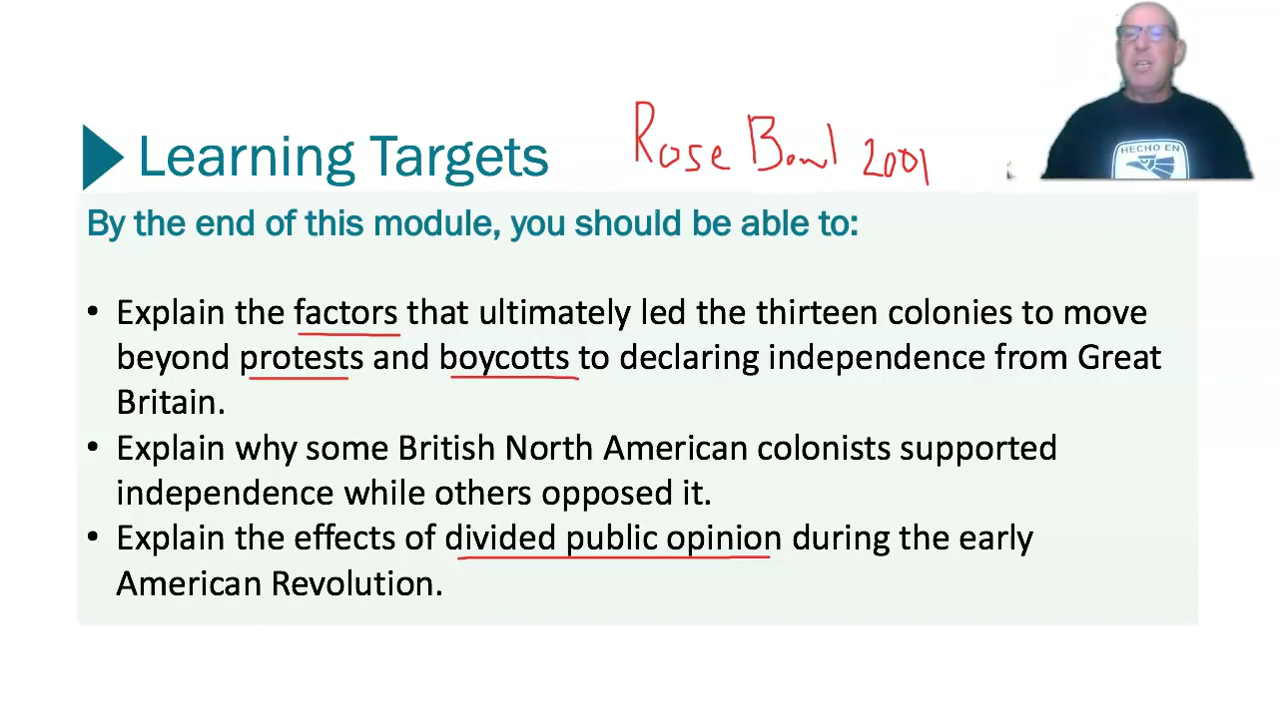 Learning Targets
Rose Bowl 2001
HECHO EN
By the end of this module, you should be able to:
• Explain the factors that ultimately led the thirteen colonies to move
beyond protests and boycotts to declaring independence from Great
Britain.
• Explain why some British North American colonists supported
independence while others opposed it.
• Explain the effects of divided public opinion during the early
American Revolution.